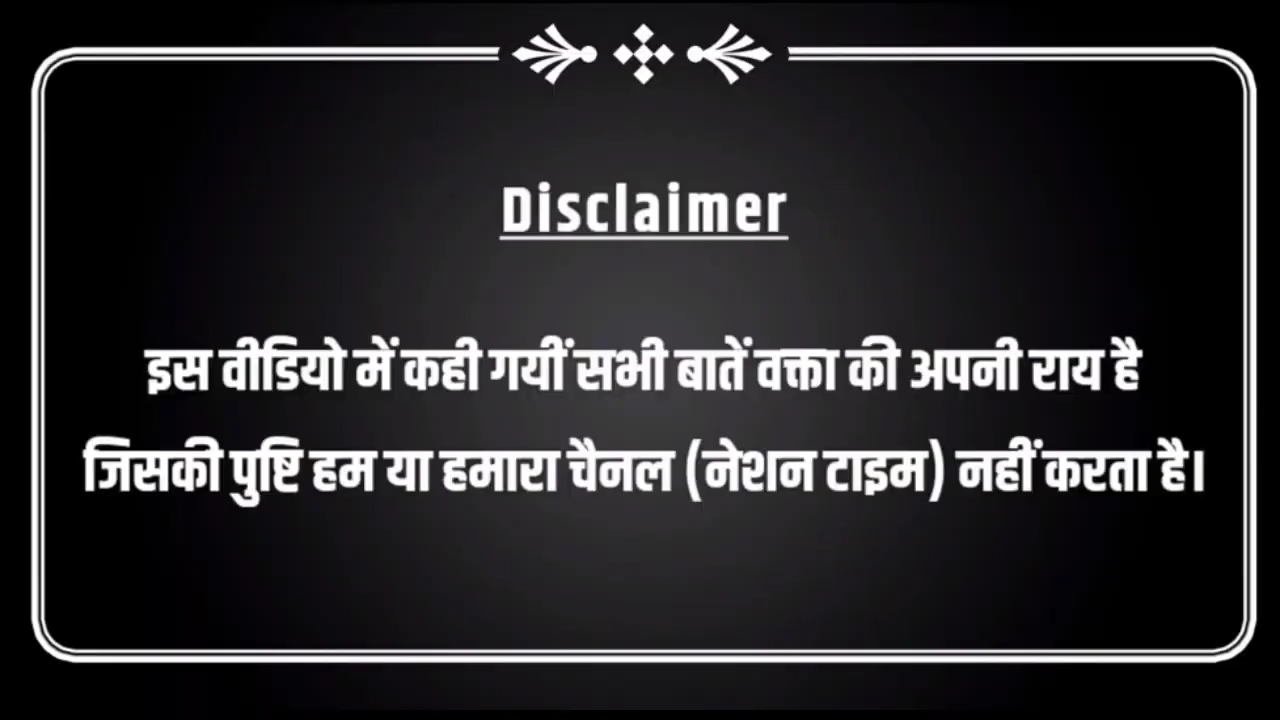 Disclaimer
इस वीडियो में कही गयीं सभी बातें वक्ता की अपनी राय है
जिसकी पुष्टि हम या हमारा चैनल (नेशन टाइम) नहीं करता है।